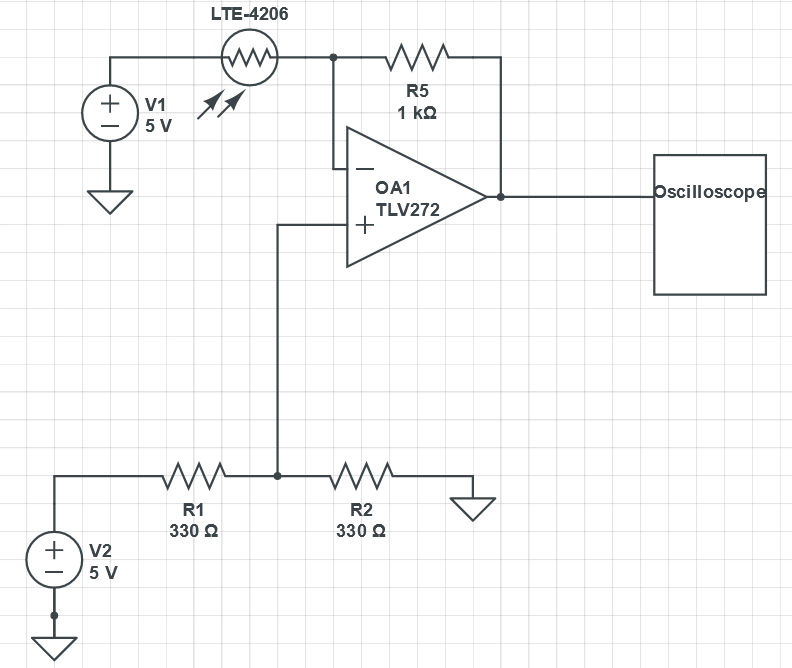 LTE-4206
V1
5 V
R5
1 kΩ
−
OA1
TLV272
+
Oscilloscope
R1
330 Ω
R2
330 Ω
V2
5 V